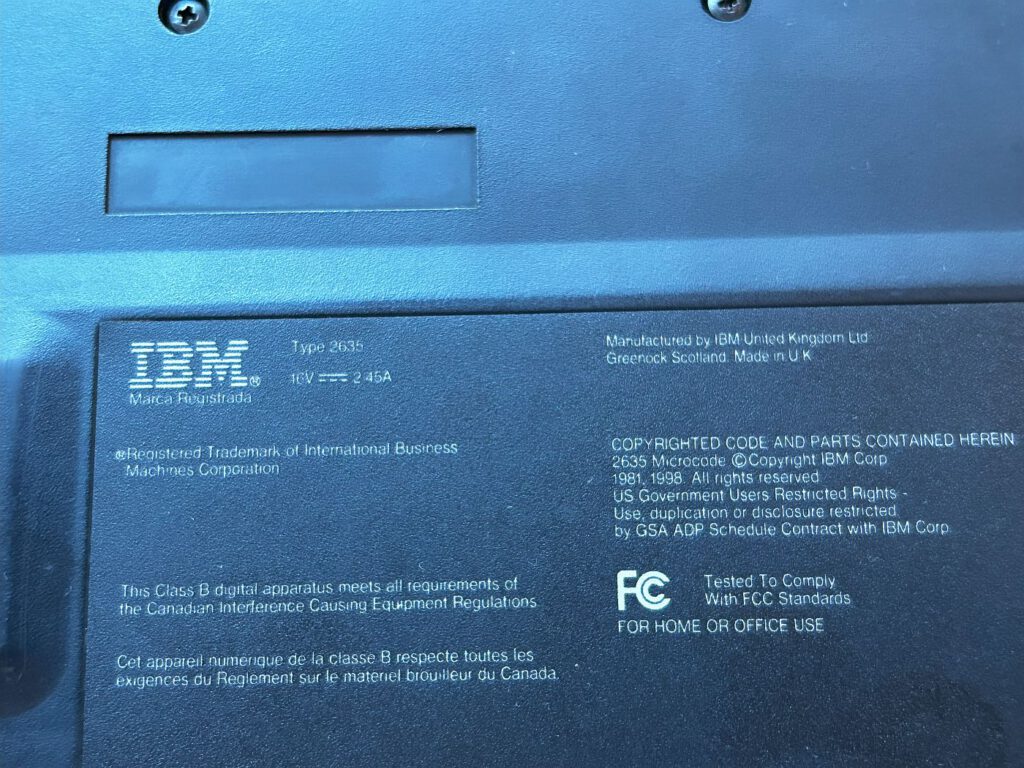 IBM®
Marca Registrada
Type 2635
16V 2.45A
Manufactured by IBM United Kingdom Ltd
Greenock Scotland. Made in U K
®Registered Trademark of International Business
Machines Corporation
COPYRIGHTED CODE AND PARTS CONTAINED HEREIN
2635 Microcode ©Copyright IBM Corp
1981, 1998. All rights reserved
US Government Users Restricted Rights -
Use, duplication or disclosure restricted
by GSA ADP Schedule Contract with IBM Corp.
This Class B digital apparatus meets all requirements of
the Canadian Interference Causing Equipment Regulations
Cet appareil numerique de la classe B respecte toutes les
exigences du Reglement sur le materiel brouilleur du Canada.
FC
Tested To Comply
With FCC Standards
FOR HOME OR OFFICE USE